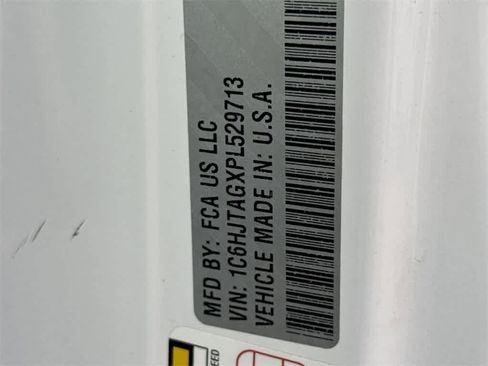 MFD BY: FCA US LLC
VIN: 1C6HJTAGXPL529713
VEHICLE MADE IN: U.S.A.